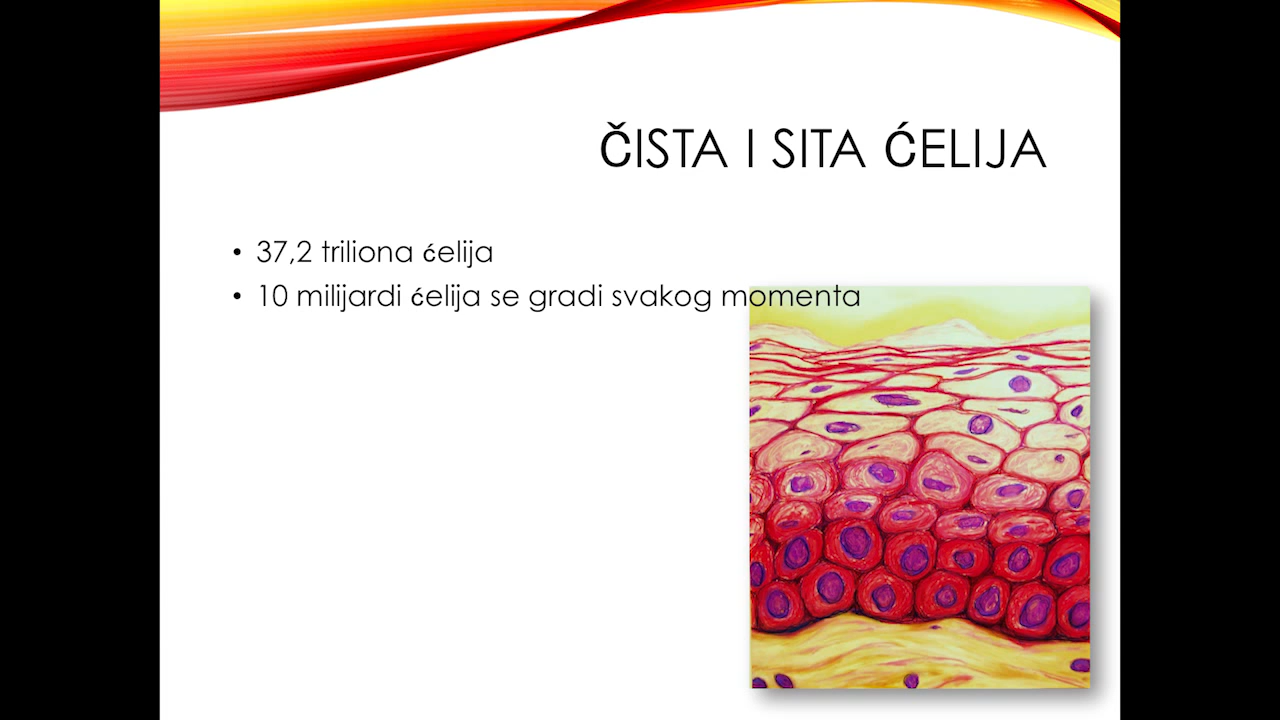 ČISTA I SITA ĆELIJA
• 37,2 triliona ćelija
• 10 milijardi ćelija se gradi svakog momenta